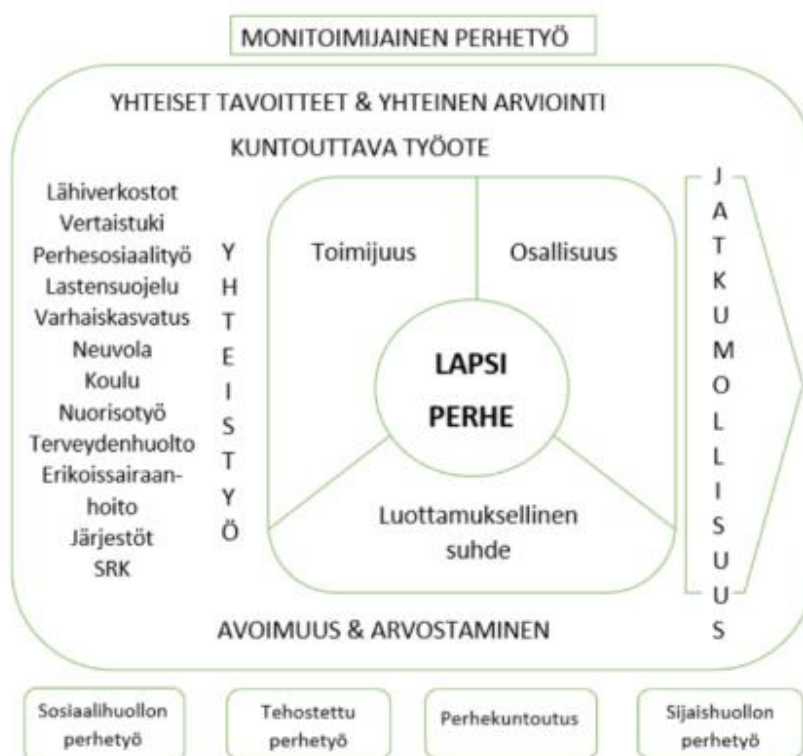 MONITOIMIJAINEN PERHETYÖ
YHTEISET TAVOITTEET & YHTEINEN ARVIOINTI
KUNTOUTTAVA TYÖOTE
Lähiverkostot
Vertaistuki
Perhesosiaalityö
Lastensuojelu
Varhaiskasvatus
Neuvola
Koulu
Nuorisotyö
Terveydenhuolto
Erikoissairaan-
hoito
Järjestöt
SRK
YHTEISTYÖ
Toimijuus
Osallisuus
LAPSI
PERHE
Luottamuksellinen
suhde
JATKUMOLLISUUS
AVOIMUUS & ARVOSTAMINEN
Sosiaalihuollon
perhetyö
Tehostettu
perhetyö
Perhekuntoutus
Sijaishuollon
perhetyö